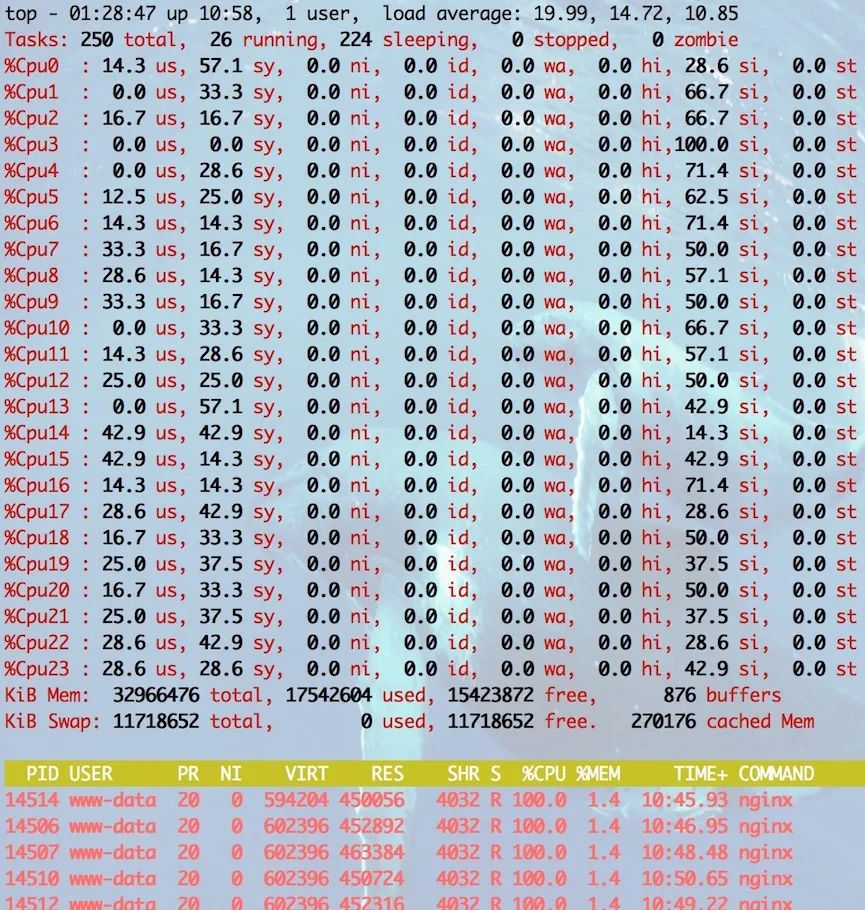 top - 01:28:47 up 10:58,  1 user,  load average: 19.99, 14.72, 10.85
Tasks: 250 total,  26 running, 224 sleeping,   0 stopped,   0 zombie
%Cpu0  : 14.3 us, 57.1 sy,  0.0 ni,  0.0 id,  0.0 wa,  0.0 hi, 28.6 si,  0.0 st
%Cpu1  :  0.0 us, 33.3 sy,  0.0 ni,  0.0 id,  0.0 wa,  0.0 hi, 66.7 si,  0.0 st
%Cpu2  : 16.7 us, 16.7 sy,  0.0 ni,  0.0 id,  0.0 wa,  0.0 hi, 66.7 si,  0.0 st
%Cpu3  :  0.0 us,  0.0 sy,  0.0 ni,  0.0 id,  0.0 wa,  0.0 hi,100.0 si,  0.0 st
%Cpu4  :  0.0 us, 28.6 sy,  0.0 ni,  0.0 id,  0.0 wa,  0.0 hi, 71.4 si,  0.0 st
%Cpu5  : 12.5 us, 25.0 sy,  0.0 ni,  0.0 id,  0.0 wa,  0.0 hi, 62.5 si,  0.0 st
%Cpu6  : 14.3 us, 14.3 sy,  0.0 ni,  0.0 id,  0.0 wa,  0.0 hi, 71.4 si,  0.0 st
%Cpu7  : 33.3 us, 16.7 sy,  0.0 ni,  0.0 id,  0.0 wa,  0.0 hi, 50.0 si,  0.0 st
%Cpu8  : 28.6 us, 14.3 sy,  0.0 ni,  0.0 id,  0.0 wa,  0.0 hi, 57.1 si,  0.0 st
%Cpu9  : 33.3 us, 16.7 sy,  0.0 ni,  0.0 id,  0.0 wa,  0.0 hi, 50.0 si,  0.0 st
%Cpu10 :  0.0 us, 33.3 sy,  0.0 ni,  0.0 id,  0.0 wa,  0.0 hi, 66.7 si,  0.0 st
%Cpu11 : 14.3 us, 28.6 sy,  0.0 ni,  0.0 id,  0.0 wa,  0.0 hi, 57.1 si,  0.0 st
%Cpu12 : 25.0 us, 25.0 sy,  0.0 ni,  0.0 id,  0.0 wa,  0.0 hi, 50.0 si,  0.0 st
%Cpu13 :  0.0 us, 57.1 sy,  0.0 ni,  0.0 id,  0.0 wa,  0.0 hi, 42.9 si,  0.0 st
%Cpu14 : 42.9 us, 42.9 sy,  0.0 ni,  0.0 id,  0.0 wa,  0.0 hi, 14.3 si,  0.0 st
%Cpu15 : 42.9 us, 14.3 sy,  0.0 ni,  0.0 id,  0.0 wa,  0.0 hi, 42.9 si,  0.0 st
%Cpu16 : 14.3 us, 14.3 sy,  0.0 ni,  0.0 id,  0.0 wa,  0.0 hi, 71.4 si,  0.0 st
%Cpu17 : 28.6 us, 42.9 sy,  0.0 ni,  0.0 id,  0.0 wa,  0.0 hi, 28.6 si,  0.0 st
%Cpu18 : 16.7 us, 33.3 sy,  0.0 ni,  0.0 id,  0.0 wa,  0.0 hi, 50.0 si,  0.0 st
%Cpu19 : 25.0 us, 37.5 sy,  0.0 ni,  0.0 id,  0.0 wa,  0.0 hi, 37.5 si,  0.0 st
%Cpu20 : 16.7 us, 33.3 sy,  0.0 ni,  0.0 id,  0.0 wa,  0.0 hi, 50.0 si,  0.0 st
%Cpu21 : 25.0 us, 37.5 sy,  0.0 ni,  0.0 id,  0.0 wa,  0.0 hi, 37.5 si,  0.0 st
%Cpu22 : 28.6 us, 42.9 sy,  0.0 ni,  0.0 id,  0.0 wa,  0.0 hi, 28.6 si,  0.0 st
%Cpu23 : 28.6 us, 28.6 sy,  0.0 ni,  0.0 id,  0.0 wa,  0.0 hi, 42.9 si,  0.0 st
KiB Mem:  32966476 total, 17542604 used, 15423872 free,      876 buffers
KiB Swap: 11718652 total,        0 used, 11718652 free.   270176 cached Mem
PID USER      PR  NI    VIRT    RES    SHR S  %CPU %MEM     TIME+ COMMAND
14514 www-data  20   0  594204 450056   4032 R 100.0  1.4  10:45.93 nginx
14506 www-data  20   0  602396 452892   4032 R 100.0  1.4  10:46.95 nginx
14507 www-data  20   0  602396 463384   4032 R 100.0  1.4  10:48.48 nginx
14510 www-data  20   0  602396 450724   4032 R 100.0  1.4  10:50.65 nginx
14512 www-data  20   0  602396 452316   4032 R 100.0  1.4  10:49.22 nginx